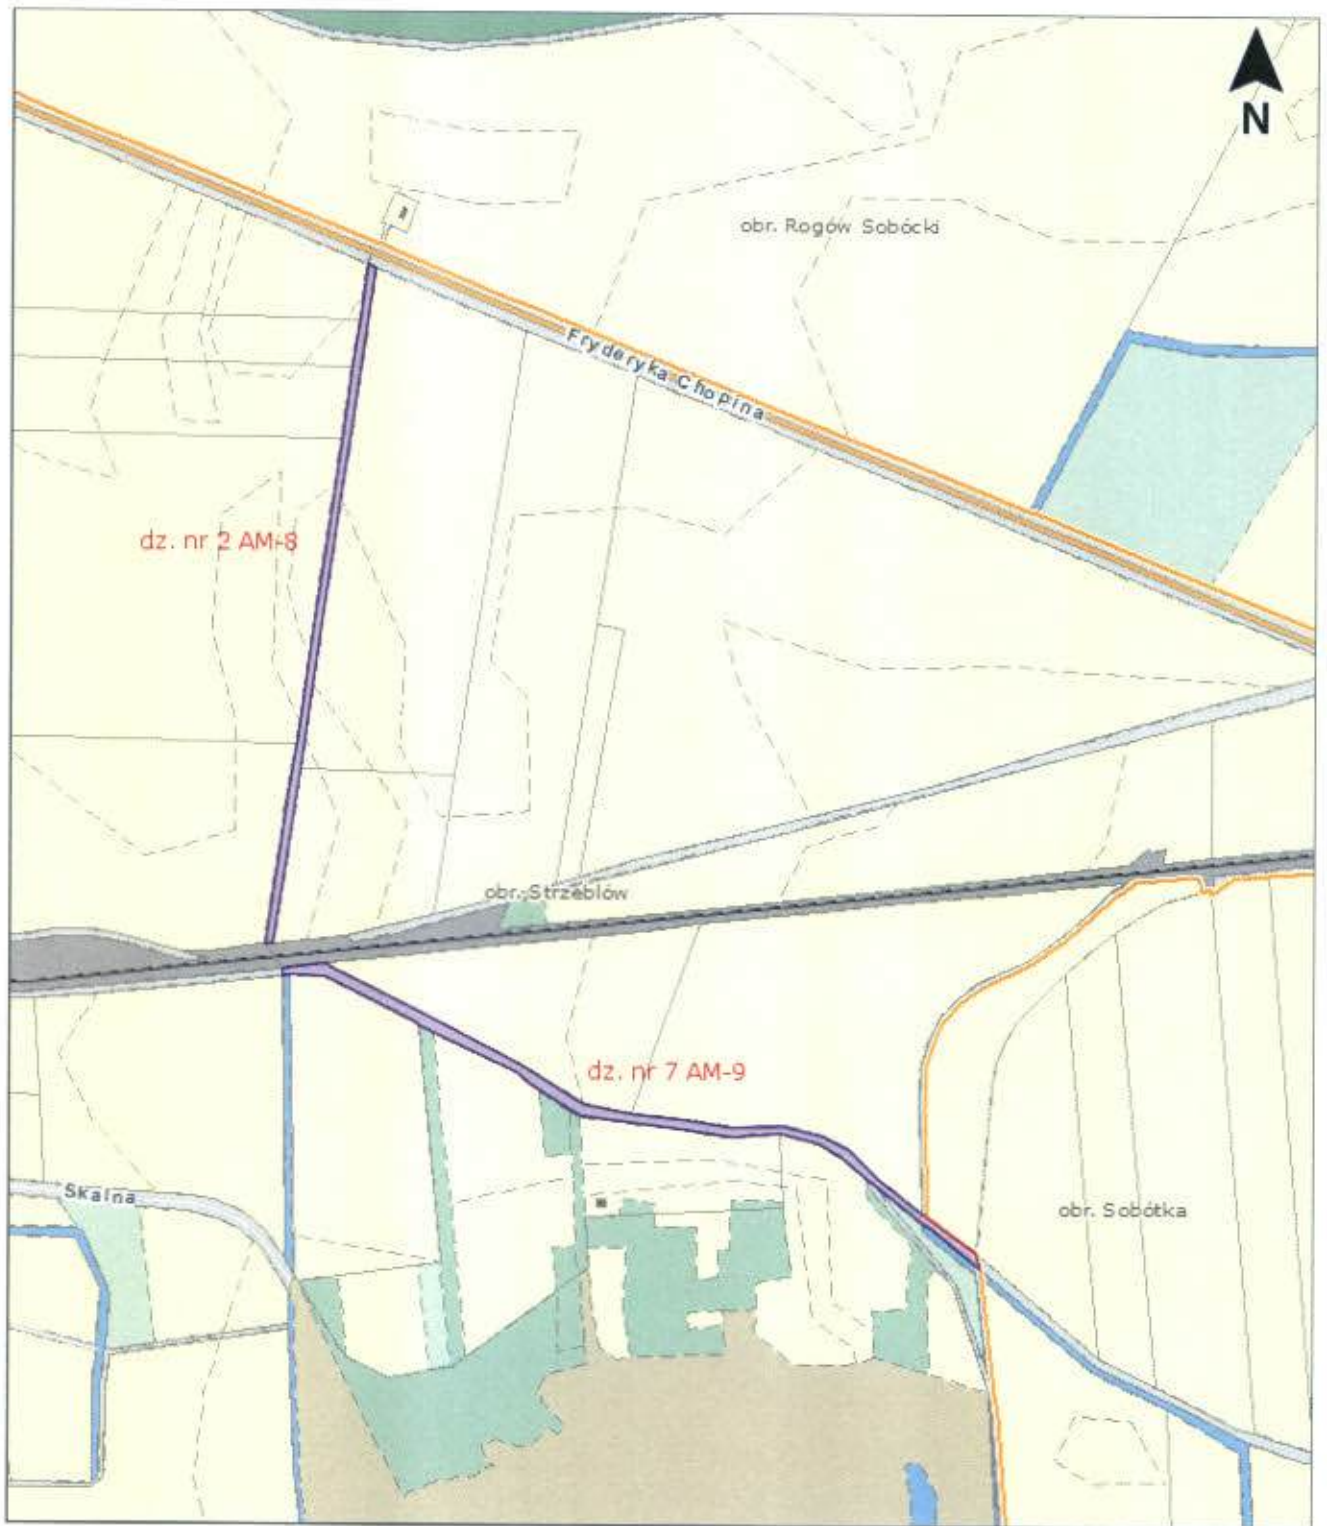 N
obr. Rogów Sobócki
Fryderyka Chopina
dz. nr 2 AM-8
obr. Strzeblów
dz. nr 7 AM-9
Skalna
obr. Sobótka